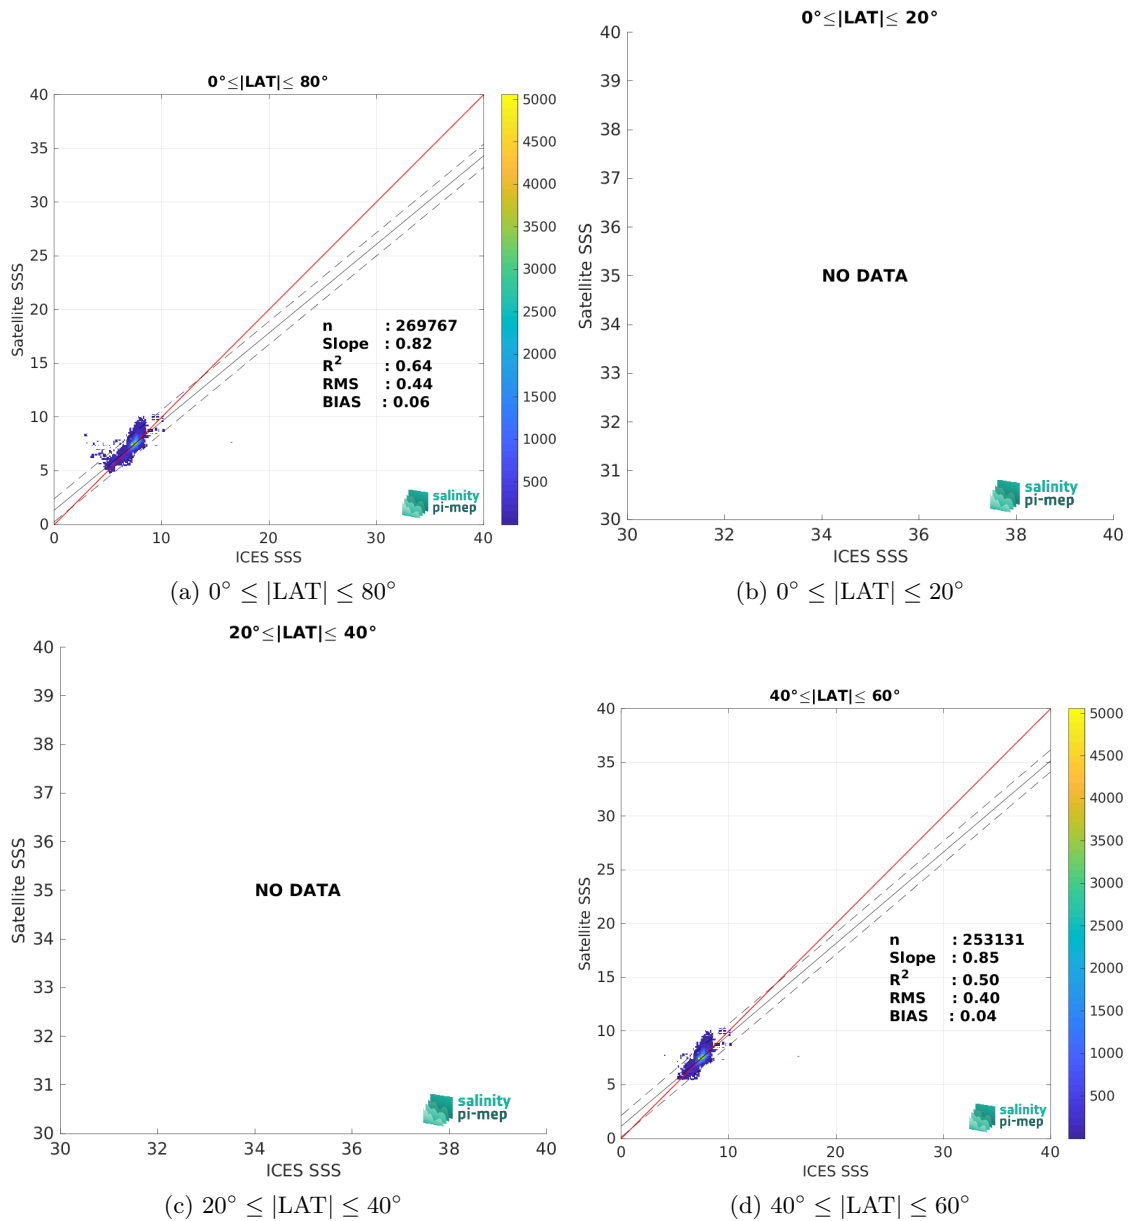 0°≤|LAT|≤ 80°
40
35
30
25
20
15
10
5
0
0
10
20
30
40
Satellite SSS
ICES SSS
n : 269767
Slope : 0.82
R² : 0.64
RMS : 0.44
BIAS : 0.06
salinity
pi-mep
5000
4500
4000
3500
3000
2500
2000
1500
1000
500
(a) 0° ≤ |LAT| ≤ 80°
0°≤|LAT|≤ 20°
40
39
38
37
36
35
34
33
32
31
30
30
32
34
36
38
40
Satellite SSS
ICES SSS
NO DATA
salinity
pi-mep
(b) 0° ≤ |LAT| ≤ 20°
20°≤|LAT|≤ 40°
40
39
38
37
36
35
34
33
32
31
30
30
32
34
36
38
40
Satellite SSS
ICES SSS
NO DATA
salinity
pi-mep
(c) 20° ≤ |LAT| ≤ 40°
40°≤|LAT|≤ 60°
40
35
30
25
20
15
10
5
0
0
10
20
30
40
Satellite SSS
ICES SSS
n : 253131
Slope : 0.85
R² : 0.50
RMS : 0.40
BIAS : 0.04
salinity
pi-mep
5000
4500
4000
3500
3000
2500
2000
1500
1000
500
(d) 40° ≤ |LAT| ≤ 60°